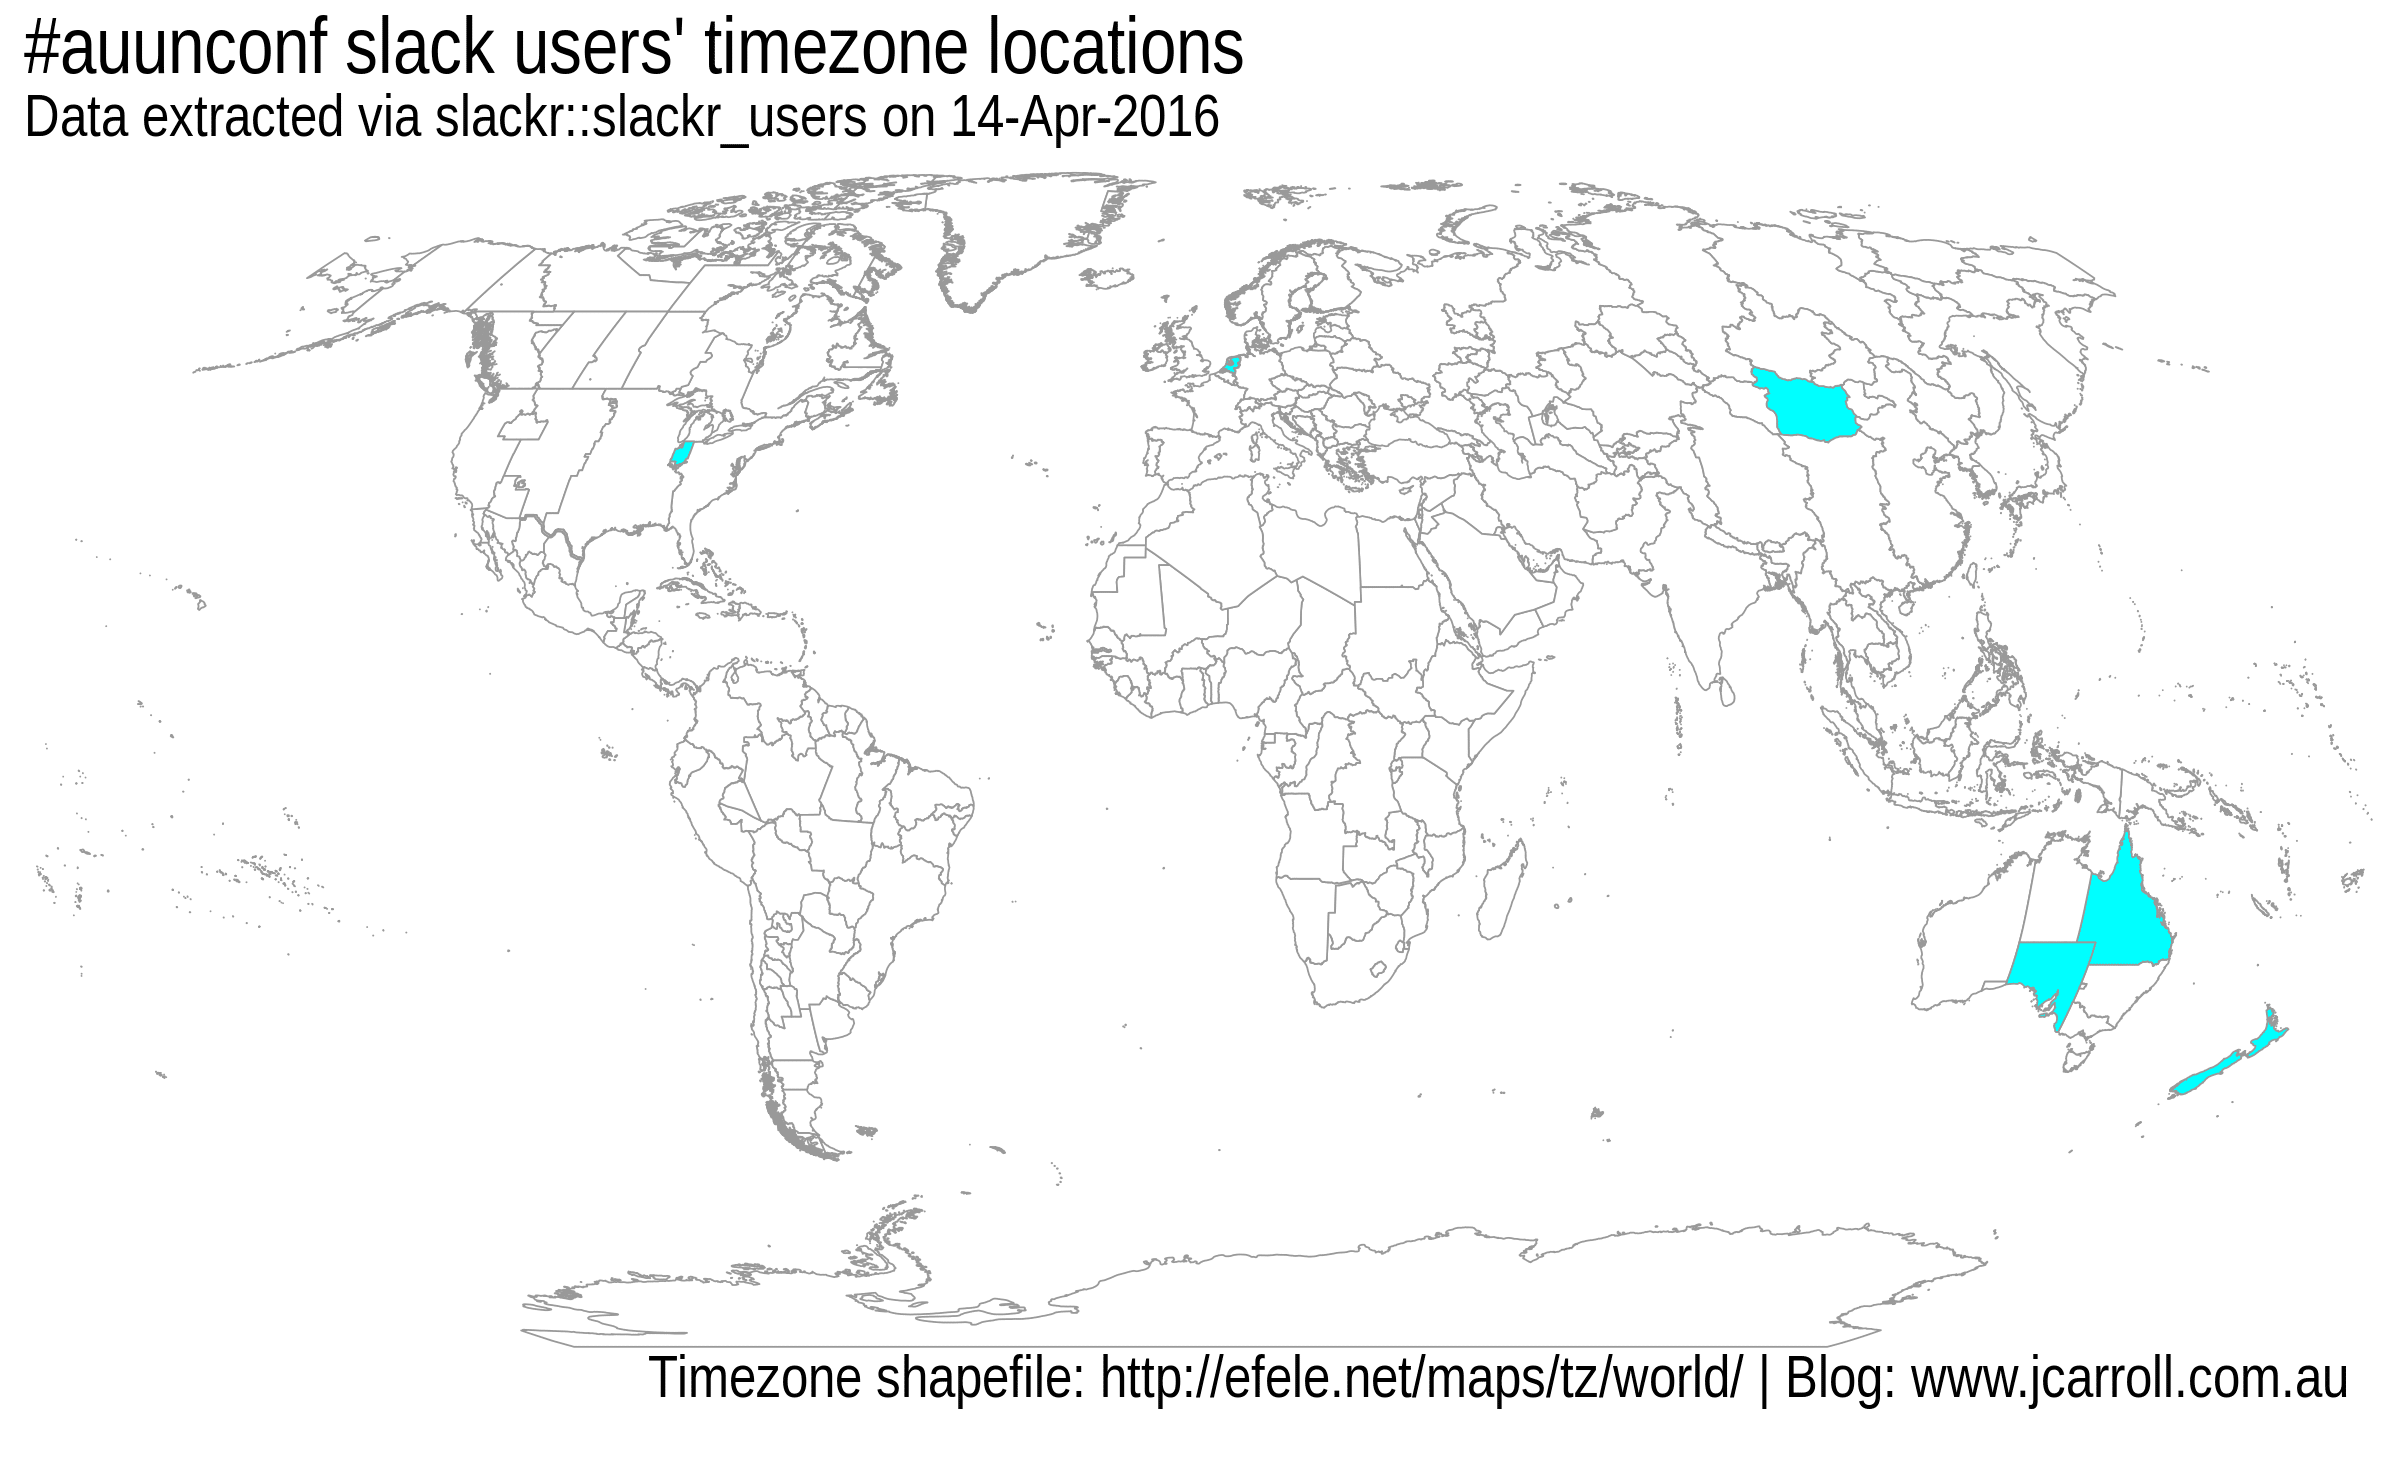 #auunconf slack users' timezone locations
Data extracted via slackr::slackr_users on 14-Apr-2016
Timezone shapefile: http://efele.net/maps/tz/world/ | Blog: www.jcarroll.com.au